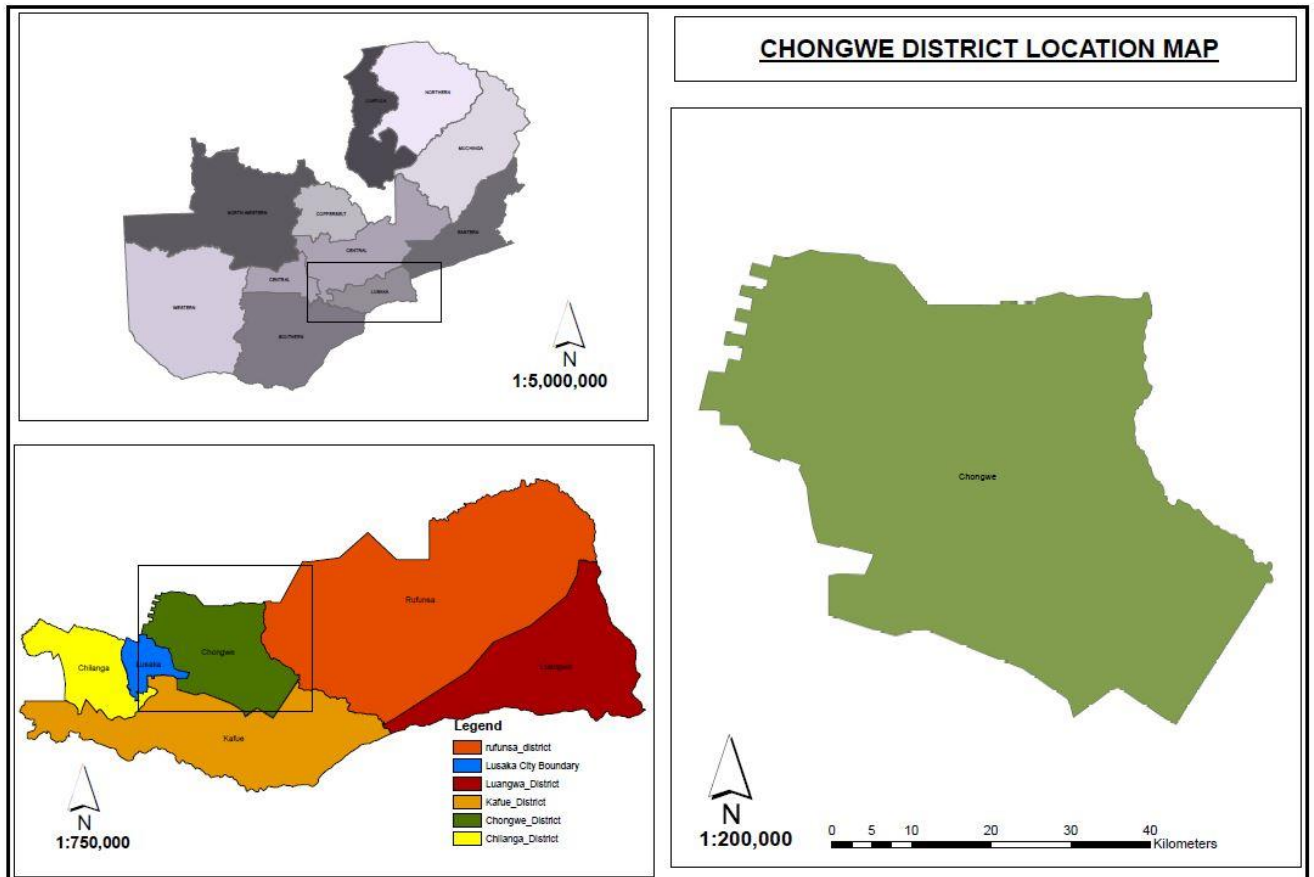 CHONGWE DISTRICT LOCATION MAP
LUAPULA
NORTHERN
MUCHINGA
NORTH-WESTERN
COPPERBELT
EASTERN
CENTRAL
CENTRAL
LUSAKA
WESTERN
SOUTHERN
N
1:5,000,000
Rufunsa
Chongwe
Lusaka
Chilanga
Luangwa
Kafue
Legend
rufunsa_district
Lusaka City Boundary
Luangwa_District
Kafue_District
Chongwe_District
Chilanga_District
N
1:750,000
Chongwe
N
1:200,000
0 5 10 20 30 40
Kilometers